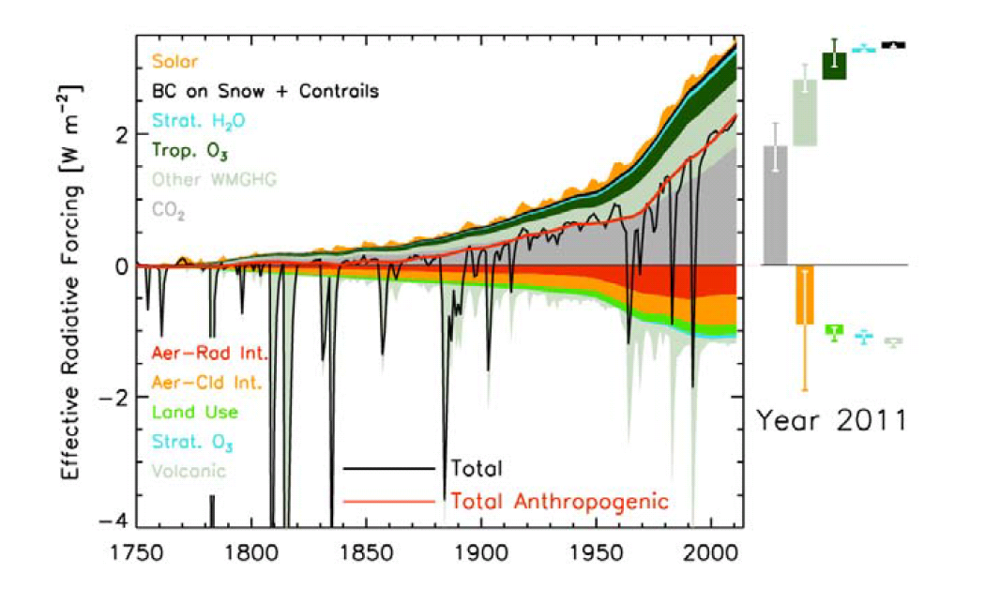 Effective Radiative Forcing [W m⁻²]
2
0
−2
−4
Solar
BC on Snow + Contrails
Strat. H₂O
Trop. O₃
Other WMGHG
CO₂
Aer−Rad Int.
Aer−Cld Int.
Land Use
Strat. O₃
Volcanic
Total
Total Anthropogenic
1750 1800 1850 1900 1950 2000
Year 2011